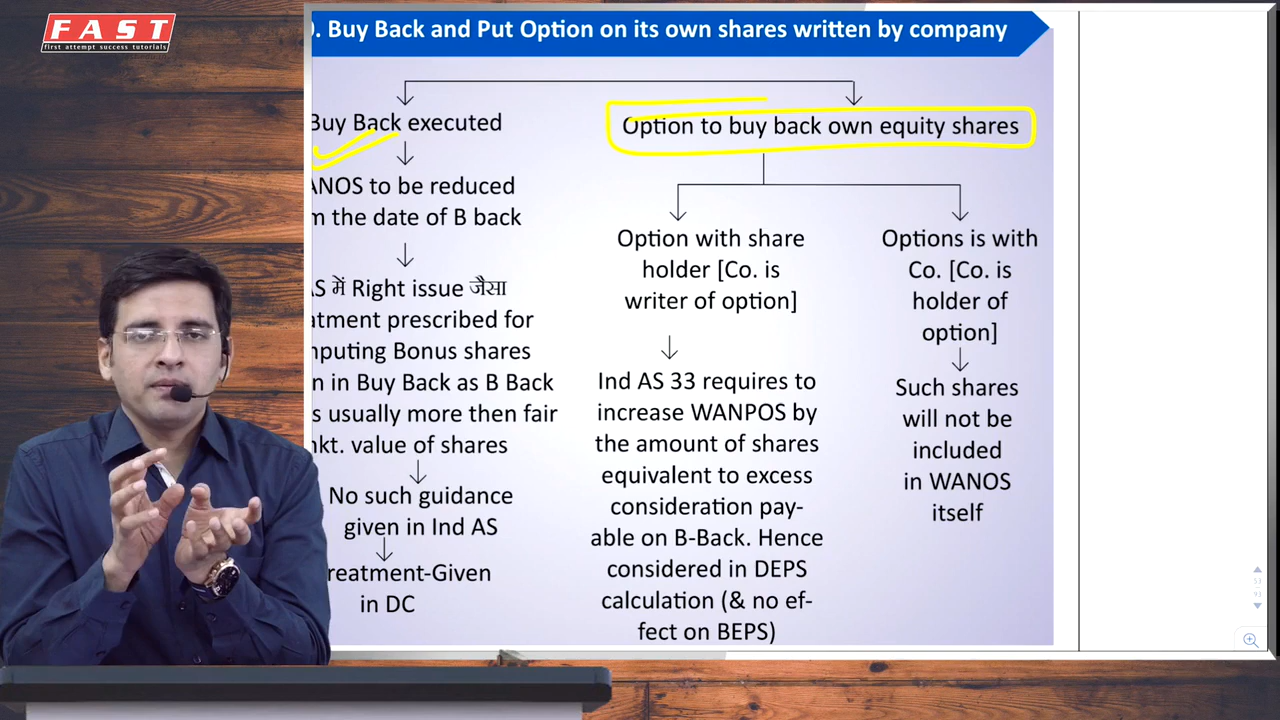 FAST
first attempt success tutorials
. Buy Back and Put Option on its own shares written by company
Buy Back executed
ANOS to be reduced
m the date of B back
AS में Right issue जैसा
atment prescribed for
nputing Bonus shares
n in Buy Back as B Back
s usually more then fair
nkt. value of shares
No such guidance
given in Ind AS
reatment-Given
in DC
Option to buy back own equity shares
Option with share
holder [Co. is
writer of option]
Ind AS 33 requires to
increase WANPOS by
the amount of shares
equivalent to excess
consideration pay-
able on B-Back. Hence
considered in DEPS
calculation (& no ef-
fect on BEPS)
Options is with
Co. [Co. is
holder of
option]
Such shares
will not be
included
in WANOS
itself